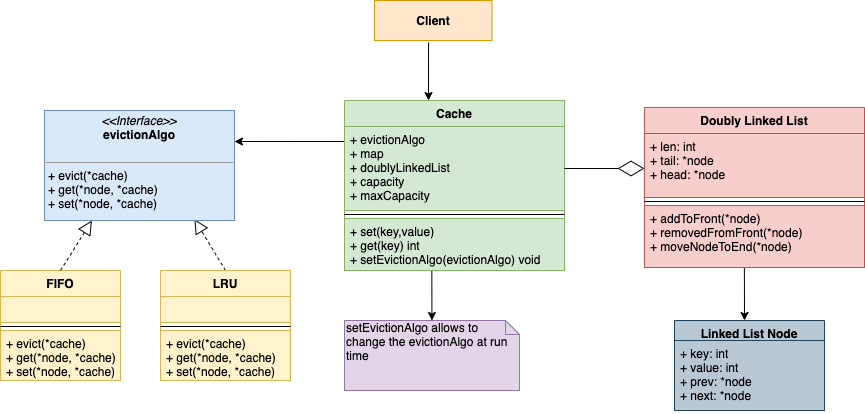 Client
<<Interface>>
evictionAlgo
+ evict(*cache)
+ get(*node, *cache)
+ set(*node, *cache)
Cache
+ evictionAlgo
+ map
+ doublyLinkedList
+ capacity
+ maxCapacity
+ set(key,value)
+ get(key) int
+ setEvictionAlgo(evictionAlgo) void
Doubly Linked List
+ len: int
+ tail: *node
+ head: *node
+ addToFront(*node)
+ removedFromFront(*node)
+ moveNodeToEnd(*node)
FIFO
+ evict(*cache)
+ get(*node, *cache)
+ set(*node, *cache)
LRU
+ evict(*cache)
+ get(*node, *cache)
+ set(*node, *cache)
setEvictionAlgo allows to
change the evictionAlgo at run
time
Linked List Node
+ key: int
+ value: int
+ prev: *node
+ next: *node